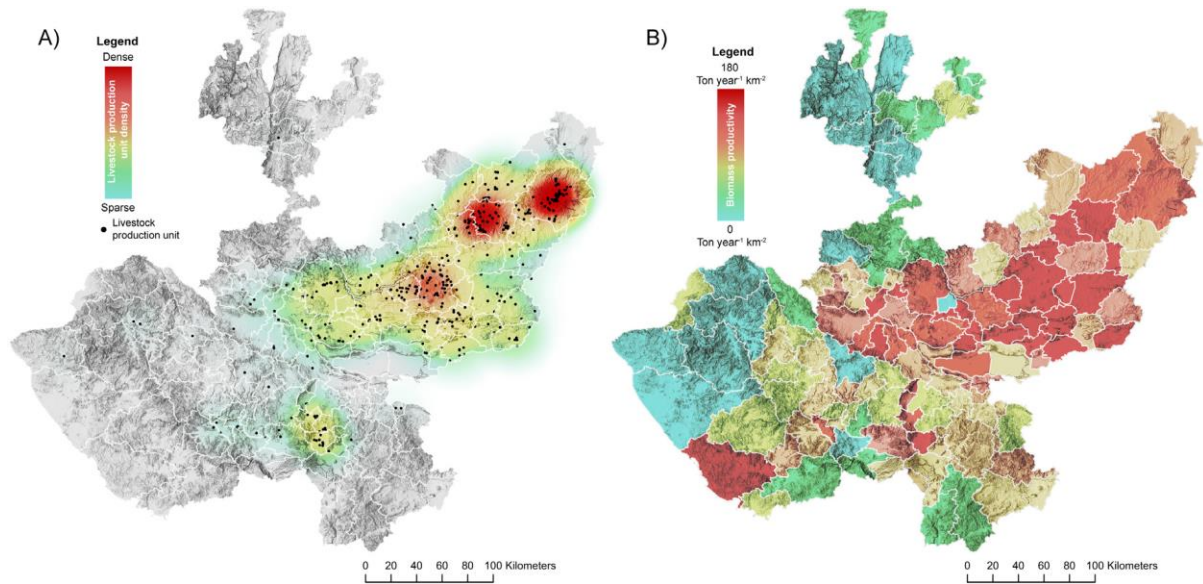 A)
Legend
Dense
Livestock production
unit density
Sparse
Livestock
production unit
0 20 40 60 80 100 Kilometers
B)
Legend
180
Ton year⁻¹ km⁻²
Biomass productivity
0
Ton year⁻¹ km⁻²
0 20 40 60 80 100 Kilometers